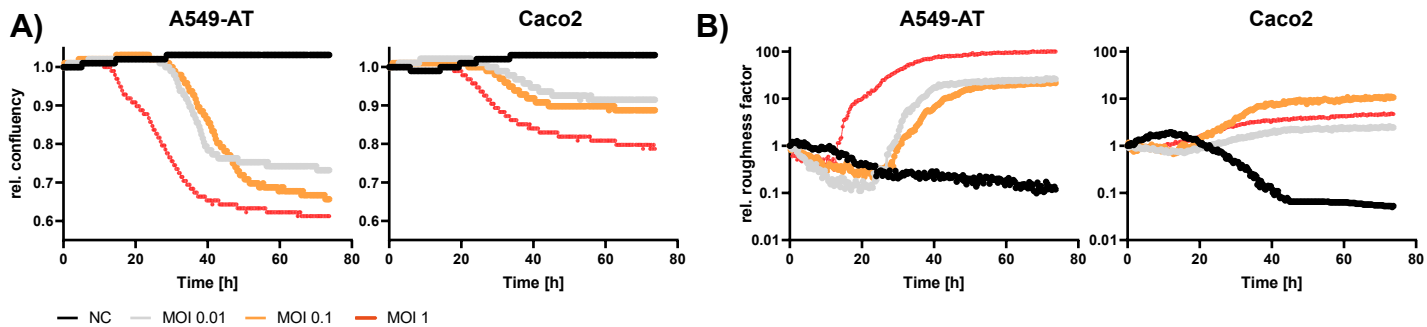 A)
A549-AT
Caco2
B)
A549-AT
Caco2
rel. confluency
1.0
0.9
0.8
0.7
0.6
0
20
40
60
80
Time [h]
1.0
0.9
0.8
0.7
0.6
0
20
40
60
80
Time [h]
rel. roughness factor
100
10
1
0.1
0.01
0
20
40
60
80
Time [h]
100
10
1
0.1
0.01
0
20
40
60
80
Time [h]
NC
MOI 0.01
MOI 0.1
MOI 1